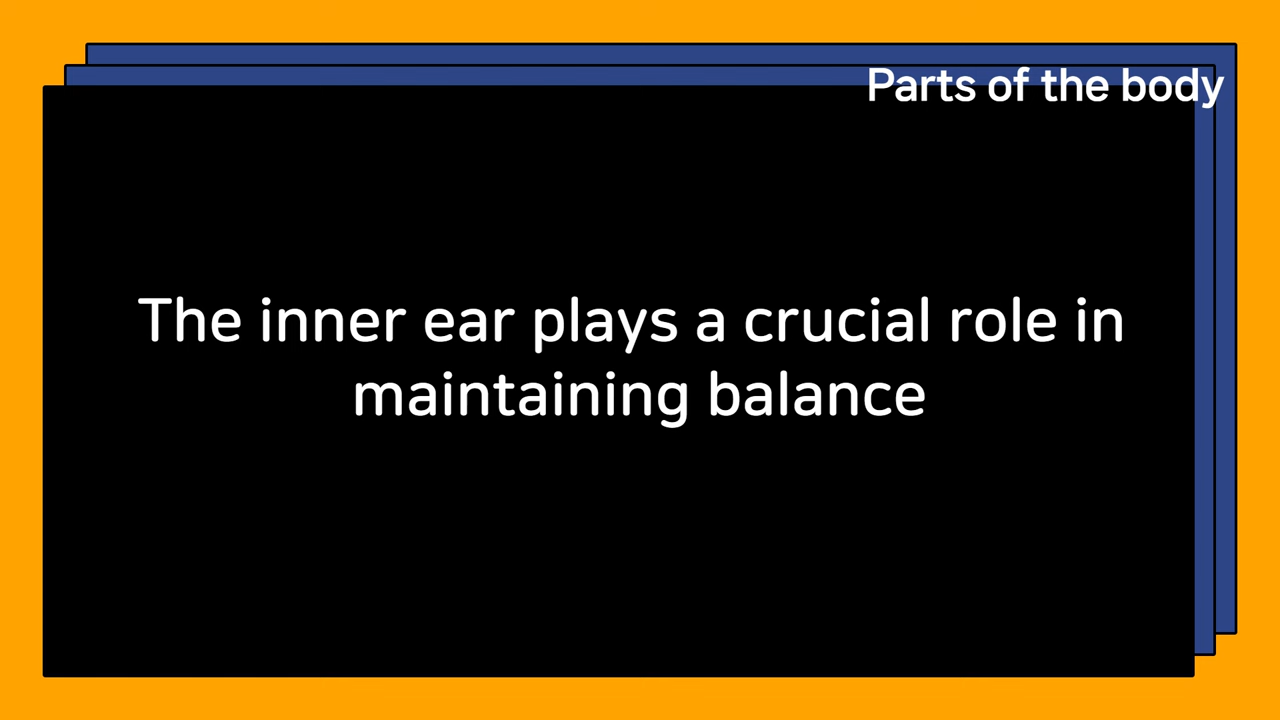 Parts of the body
The inner ear plays a crucial role in
maintaining balance